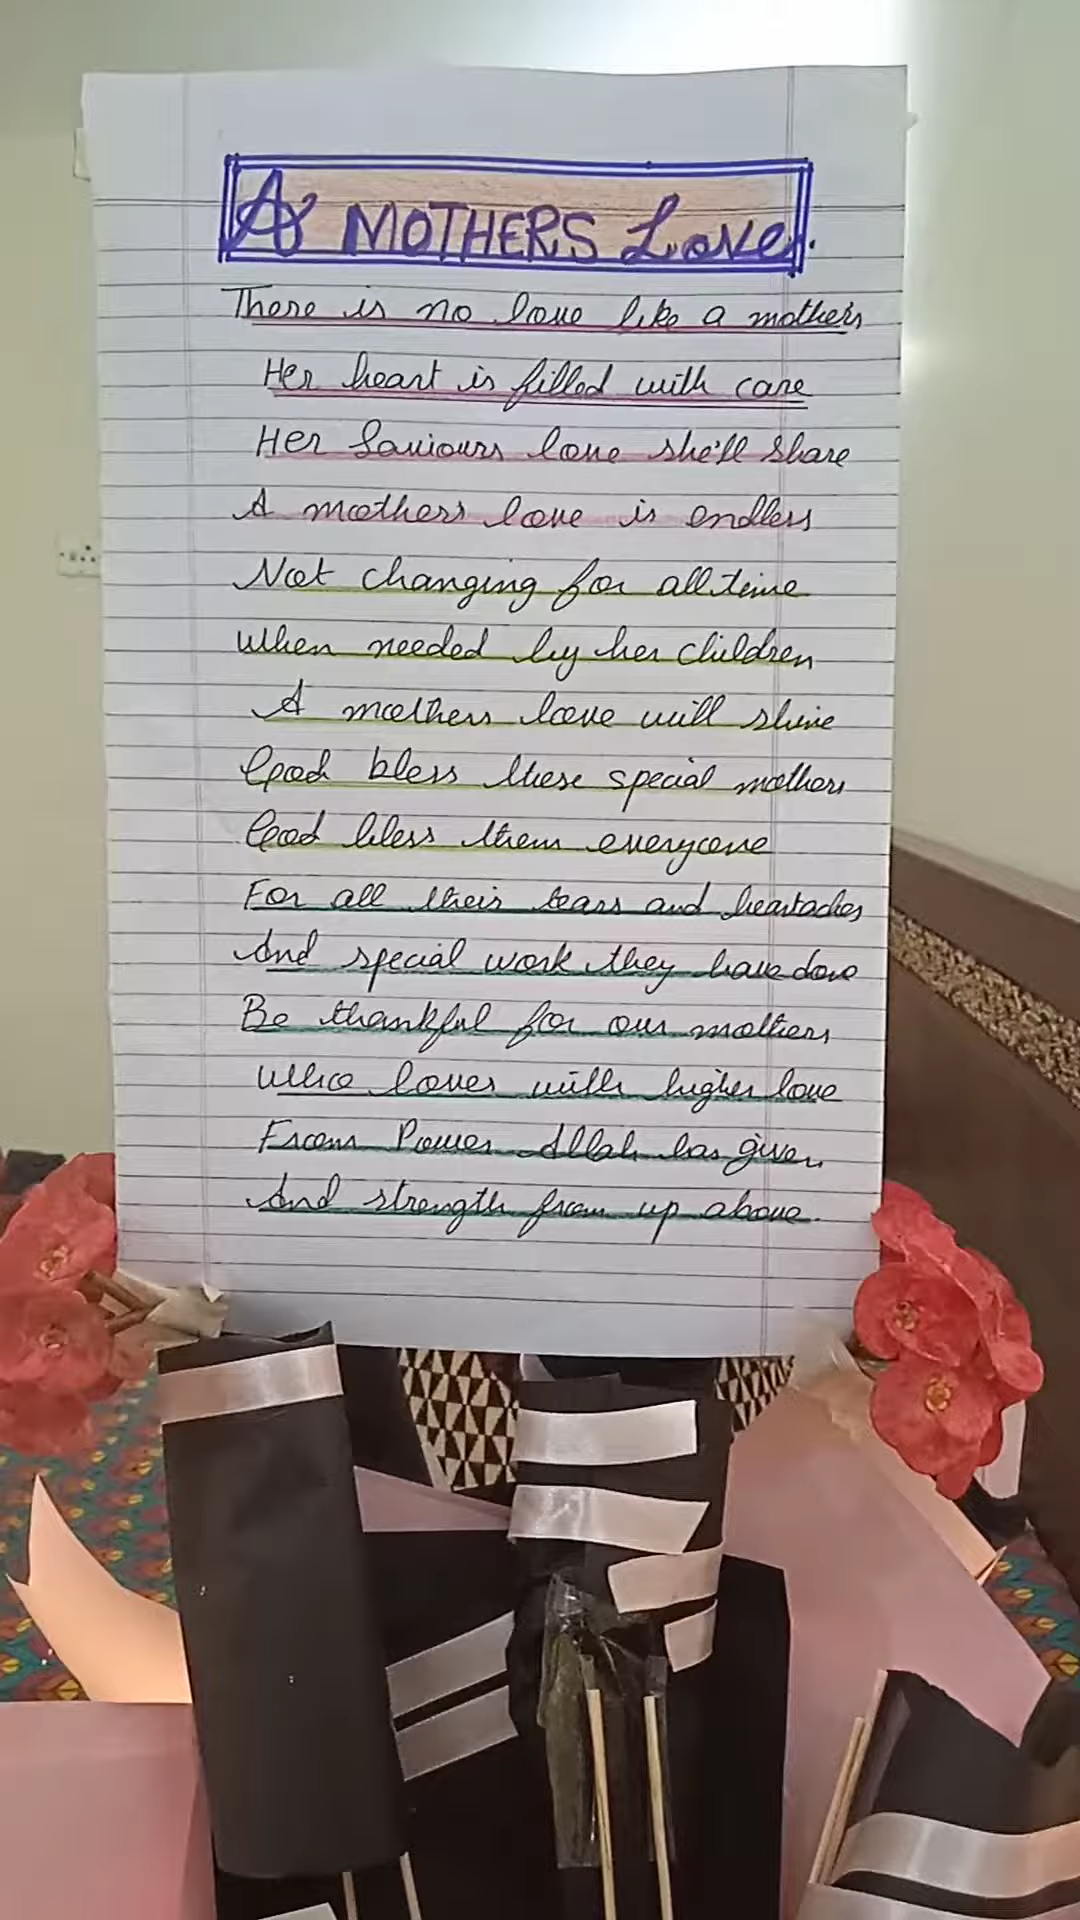 A MOTHERS Love.
There is no love like a mother's
Her heart is filled with care
Her Saviours love she'll share
A mothers love is endless
Not changing for all time
When needed by her children
A mothers love will shine
God bless these special mothers
God bless them everyone
For all their tears and heartaches
And special work they have done
Be thankful for our mothers
Who loves with higher love
From Power Allah has given
And strength from up above.